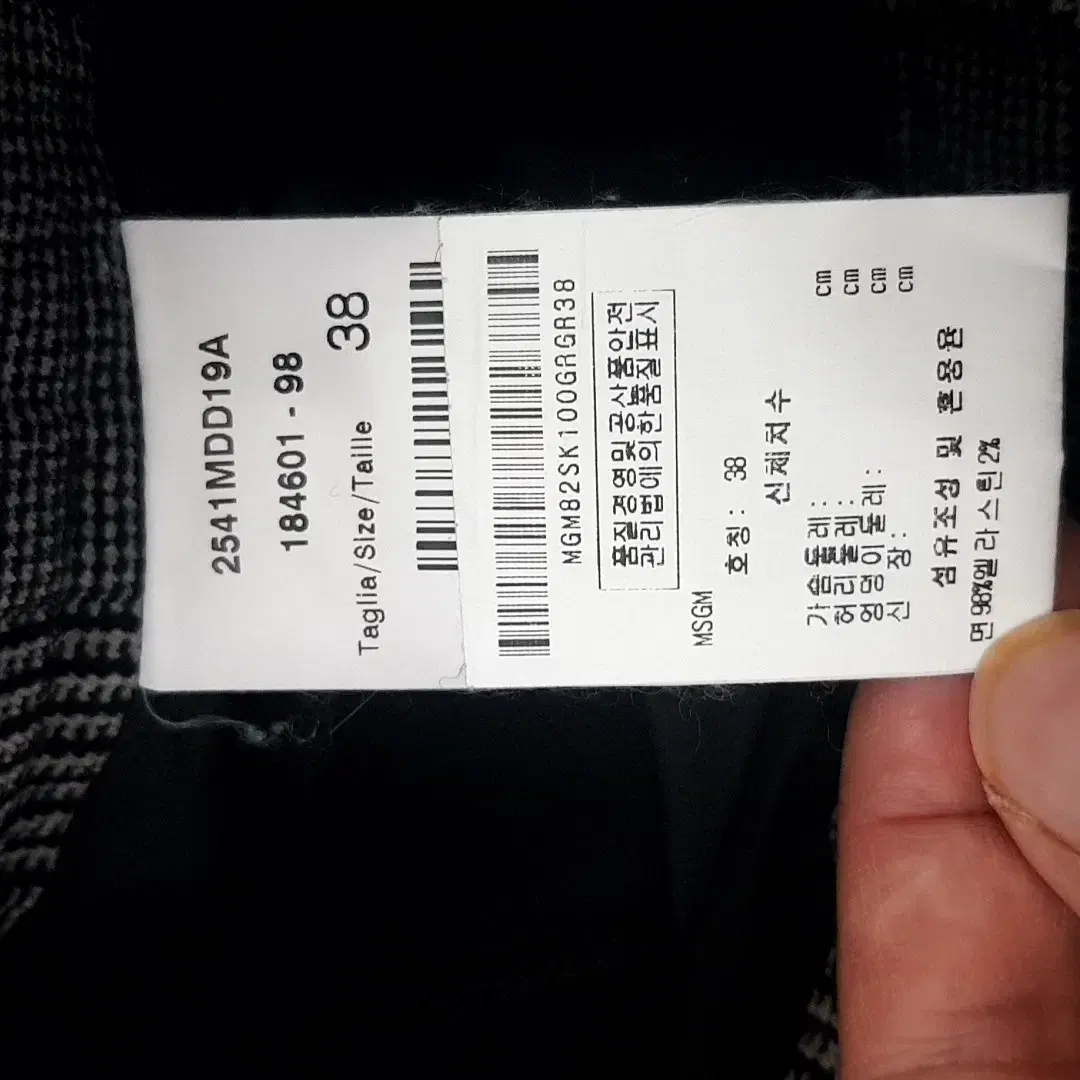 2541MDD19A
184601 - 98
Taglia/Size/Taille 38
MGM82SK100GRGR38
품질경영및공산품안전
관리법에의한품질표시
MSGM
호칭: 38
신체치수
가슴둘레: cm
허리둘레: cm
엉덩이둘레: cm
신 장: cm
섬유조성 및 혼용율
면98%엘라스틴2%